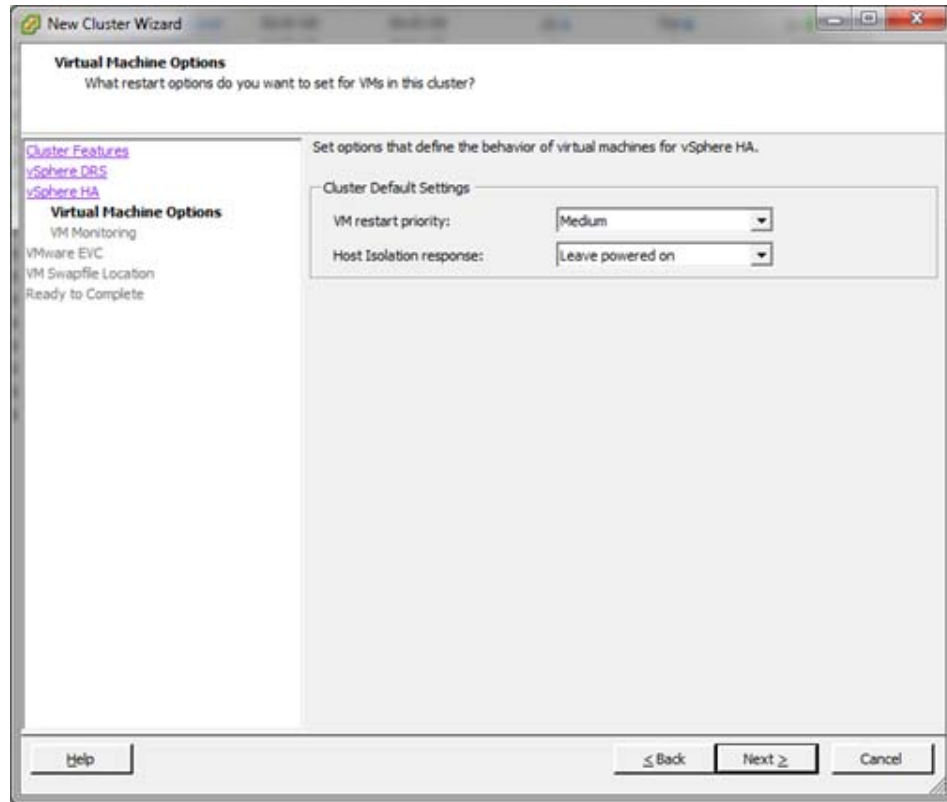 New Cluster Wizard
Virtual Machine Options
What restart options do you want to set for VMs in this cluster?
Cluster Features
vSphere DRS
vSphere HA
Virtual Machine Options
VM Monitoring
VMware EVC
VM Swapfile Location
Ready to Complete
Set options that define the behavior of virtual machines for vSphere HA.
Cluster Default Settings
VM restart priority: Medium
Host Isolation response: Leave powered on
Help
< Back
Next >
Cancel